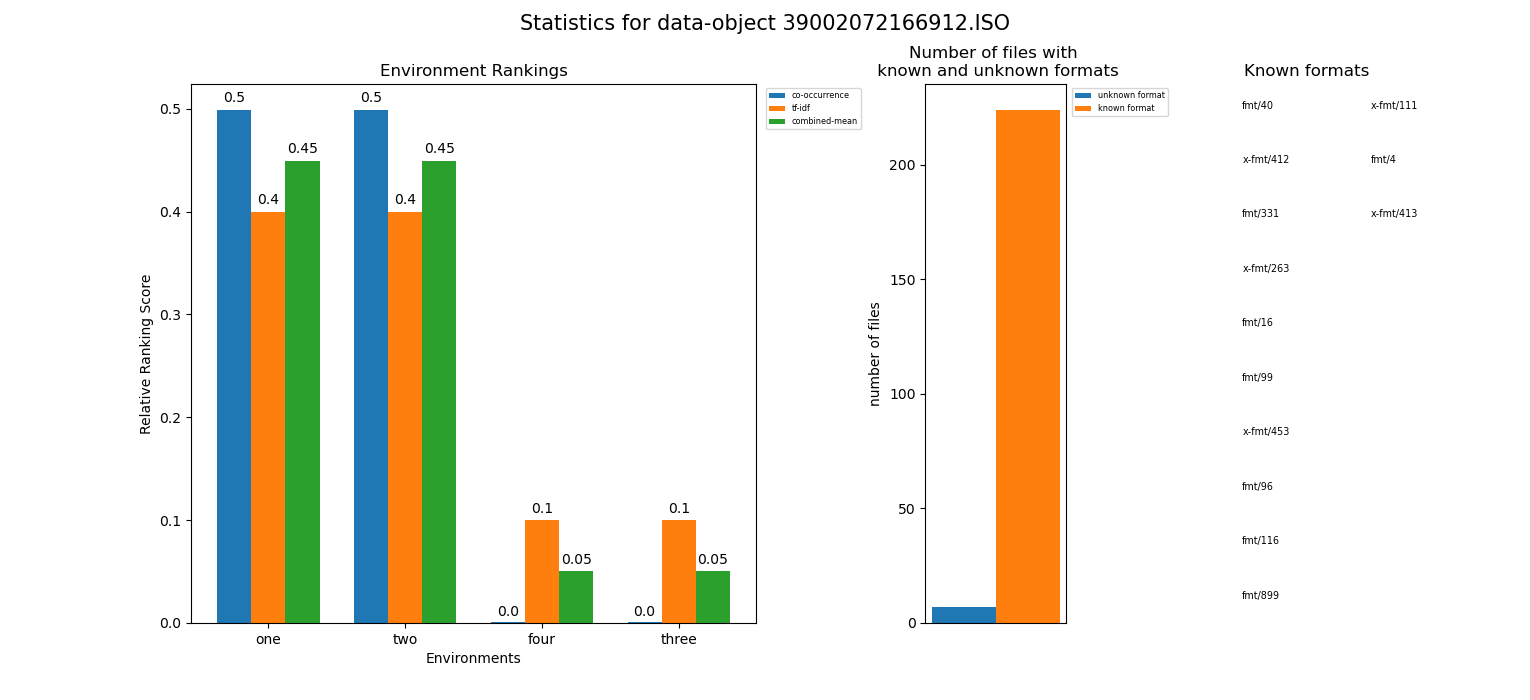 Statistics for data-object 39002072166912.ISO
Environment Rankings
0.5
0.4
0.3
0.2
0.1
0.0
Relative Ranking Score
0.5
0.4
0.45
0.5
0.4
0.45
0.0
0.1
0.05
0.0
0.1
0.05
one
two
four
three
Environments
co-occurrence
tf-idf
combined-mean
Number of files with
known and unknown formats
200
150
100
50
0
number of files
unknown format
known format
Known formats
fmt/40
x-fmt/111
x-fmt/412
fmt/4
fmt/331
x-fmt/413
x-fmt/263
fmt/16
fmt/99
x-fmt/453
fmt/96
fmt/116
fmt/899